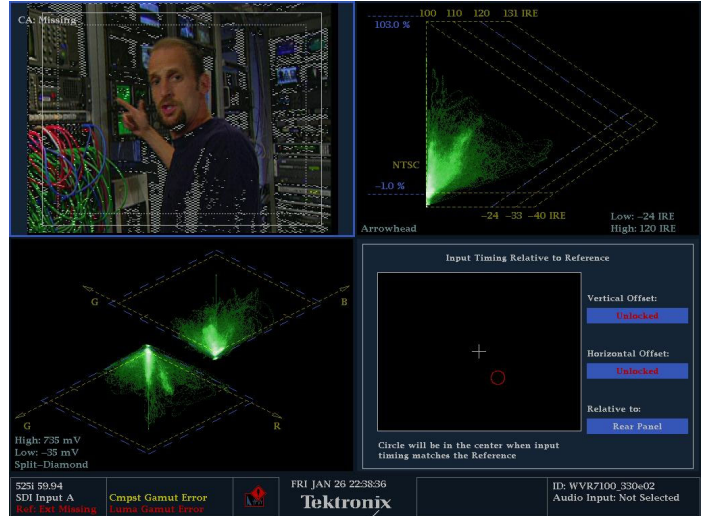 CA: Missing
100 110 120 131 IRE
103.0 %
NTSC
-1.0 %
-24 -33 -40 IRE
Low: -24 IRE
High: 120 IRE
Arrowhead
G
B
G
R
High: 735 mV
Low: -35 mV
Split-Diamond
Input Timing Relative to Reference
Vertical Offset:
Unlocked
Horizontal Offset:
Unlocked
Relative to:
Rear Panel
Circle will be in the center when input
timing matches the Reference
525i 59.94
SDI Input A
Ref: Ext Missing
Cmpst Gamut Error
Luma Gamut Error
FRI JAN 26 22:38:36
Tektronix
ID: WVR7100_330e02
Audio Input: Not Selected